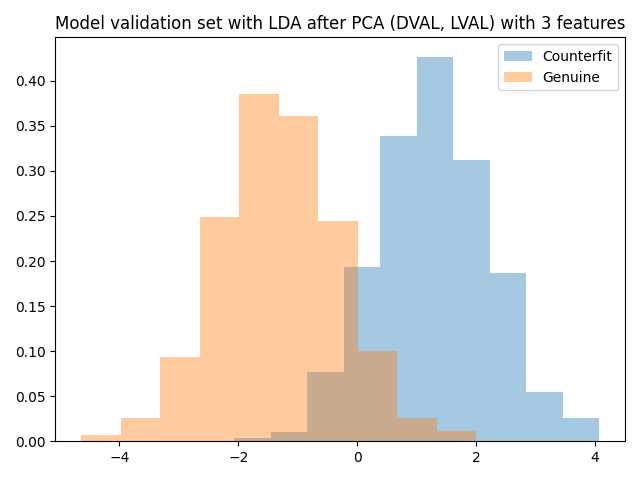 Model validation set with LDA after PCA (DVAL, LVAL) with 3 features
Counterfit
Genuine
0.40
0.35
0.30
0.25
0.20
0.15
0.10
0.05
0.00
−4 −2 0 2 4